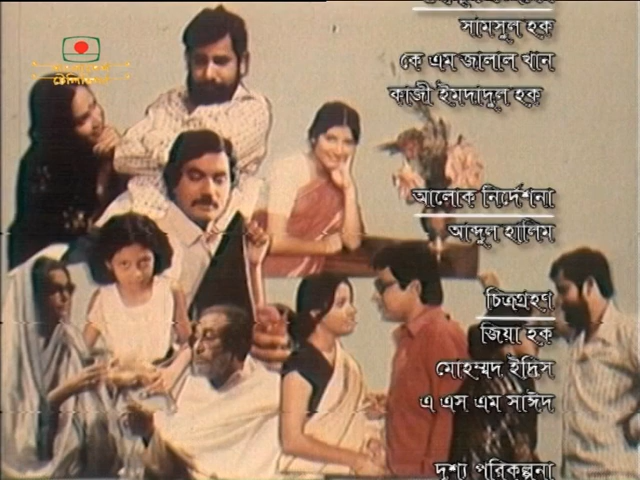 টেলিভিশন
সামসুল হক
কে এম জালাল খান
কাজী ইমদাদুল হক
আলোক নির্দেশনা
আব্দুল হালিম
চিত্রগ্রহণ
জিয়া হক
মোহম্মদ ইদ্রিস
এ এস এম সাঈদ
দৃশ্য পরিকল্পনা